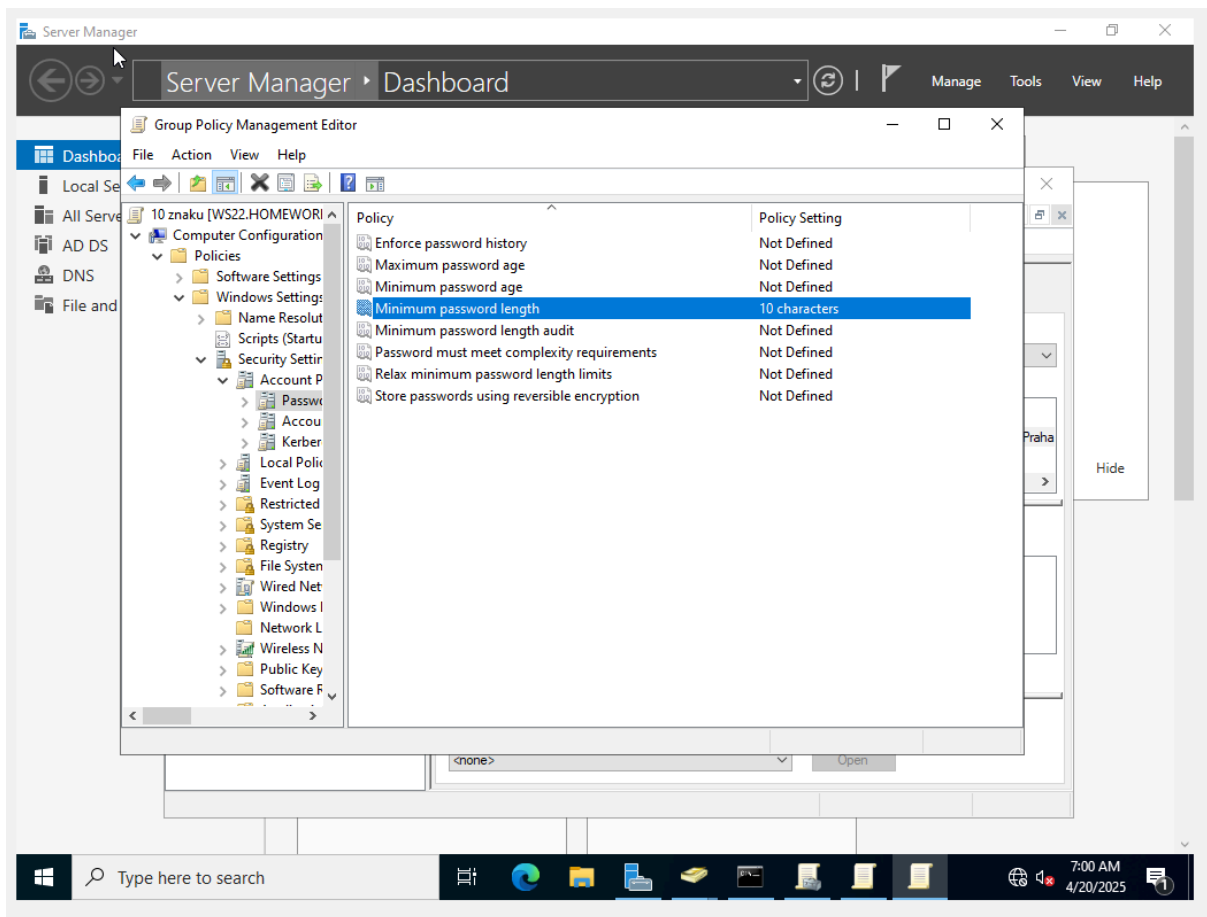 Server Manager
Server Manager ‣ Dashboard
Manage Tools View Help
Group Policy Management Editor
File Action View Help
Dashboa
Local Se
All Serve
AD DS
DNS
File and
10 znaku [WS22.HOMEWORK
Computer Configuration
Policies
Software Settings
Windows Settings
Name Resolut
Scripts (Startu
Security Settin
Account P
Passwo
Accou
Kerber
Local Polic
Event Log
Restricted
System Se
Registry
File System
Wired Net
Windows
Network L
Wireless N
Public Key
Software R
Policy Policy Setting
Enforce password history Not Defined
Maximum password age Not Defined
Minimum password age Not Defined
Minimum password length 10 characters
Minimum password length audit Not Defined
Password must meet complexity requirements Not Defined
Relax minimum password length limits Not Defined
Store passwords using reversible encryption Not Defined
Praha
Hide
<none>
Open
Type here to search
7:00 AM
4/20/2025
1